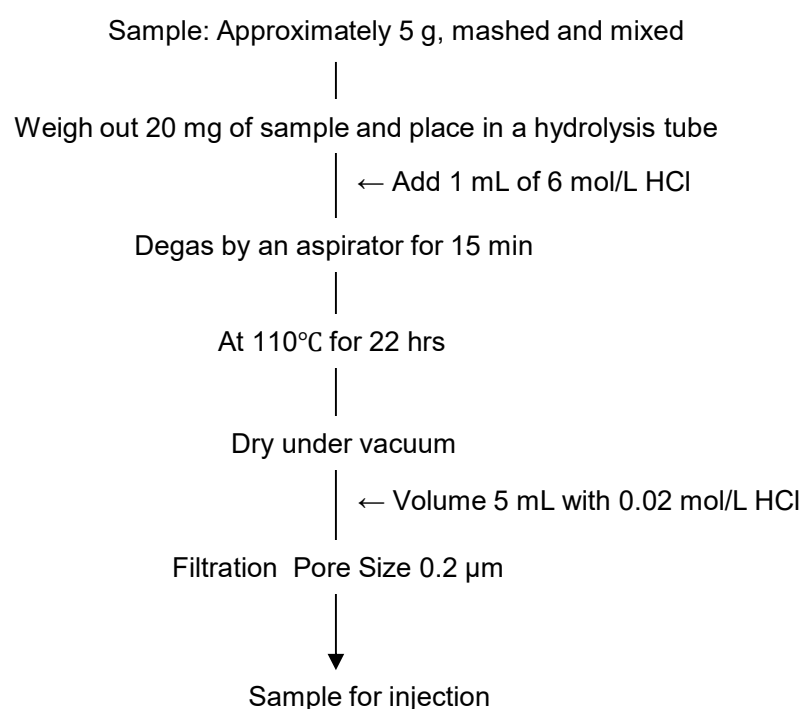 Sample: Approximately 5 g, mashed and mixed
Weigh out 20 mg of sample and place in a hydrolysis tube
← Add 1 mL of 6 mol/L HCl
Degas by an aspirator for 15 min
At 110℃ for 22 hrs
Dry under vacuum
← Volume 5 mL with 0.02 mol/L HCl
Filtration  Pore Size 0.2 μm
Sample for injection